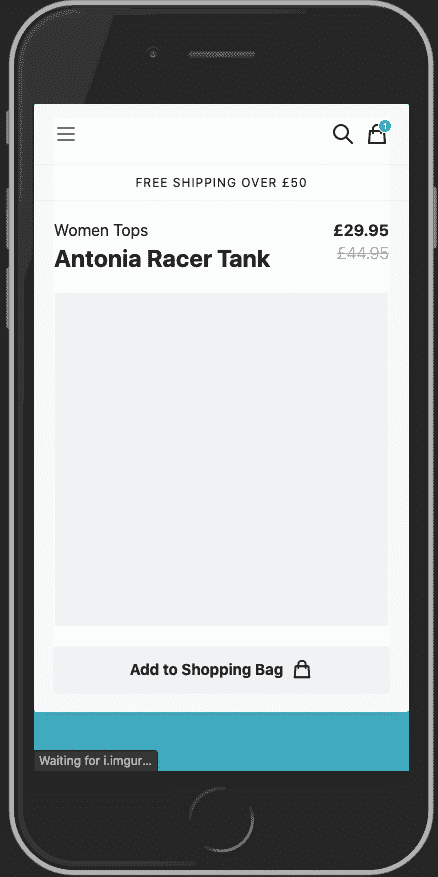 1
FREE SHIPPING OVER £50
Women Tops
£29.95
Antonia Racer Tank
£44.95
Add to Shopping Bag
Waiting for i.imgur...